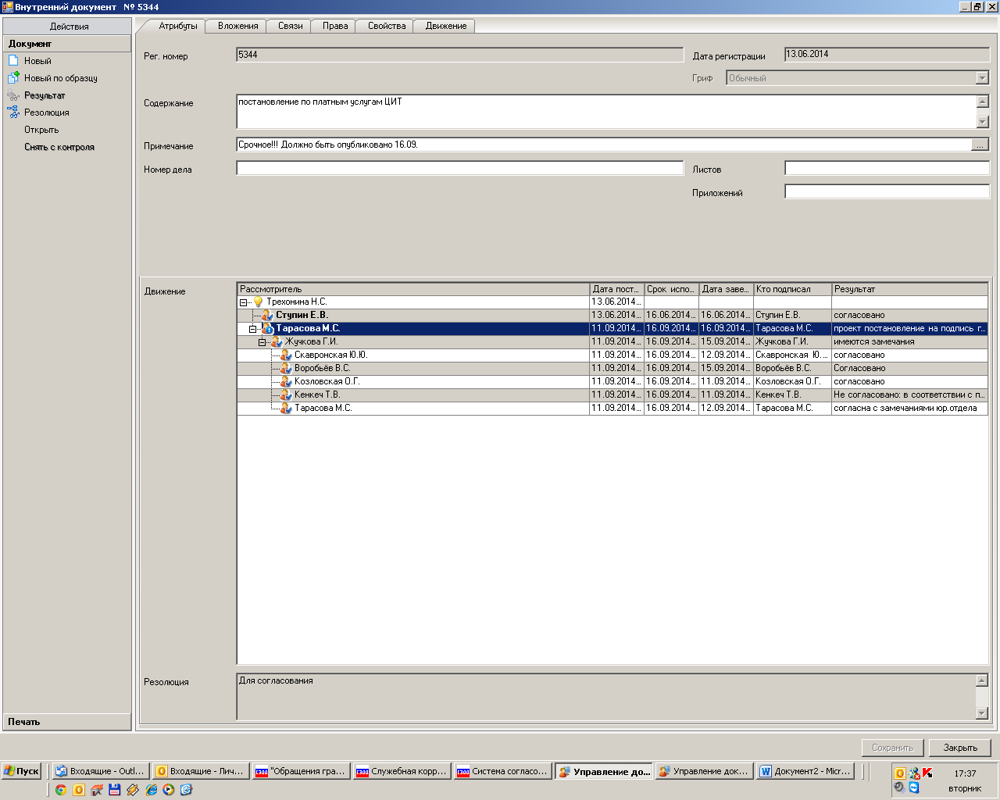 Внутренний документ № 5344
Действия
Документ
Новый
Новый по образцу
Результат
Резолюция
Открыть
Снять с контроля
Печать
Атрибуты Вложения Связи Права Свойства Движение
Рег. номер 5344 Дата регистрации 13.06.2014
Гриф Обычный
Содержание постановление по платным услугам ЦИТ
Примечание Срочное!!! Должно быть опубликовано 16.09. ...
Номер дела Листов
Приложений
Движение
Рассмотритель Дата пост... Срок испо... Дата заве... Кто подписал Результат
Трехонина Н.С. 13.06.2014...
Ступин Е.В. 13.06.2014... 16.06.2014... 16.06.2014... Ступин Е.В. согласовано
Тарасова М.С. 11.09.2014... 16.09.2014... 16.09.2014... Тарасова М.С. проект постановление на подпись г...
Жучкова Г.И. 11.09.2014... 16.09.2014... 15.09.2014... Жучкова Г.И. имеются замечания
Скавронская Ю.Ю. 11.09.2014... 16.09.2014... 12.09.2014... Скавронская Ю.... согласовано
Воробьёв В.С. 11.09.2014... 16.09.2014... 15.09.2014... Воробьёв В.С. Согласовано
Козловская О.Г. 11.09.2014... 16.09.2014... 11.09.2014... Козловская О.Г. согласовано
Кенкеч Т.В. 11.09.2014... 16.09.2014... 11.09.2014... Кенкеч Т.В. Не согласовано: в соответствии с п...
Тарасова М.С. 11.09.2014... 16.09.2014... 12.09.2014... Тарасова М.С. согласна с замечаниями юр.отдела
Резолюция Для согласования
Сохранить Закрыть
Пуск Входящие - Outl... Входящие - Лич... "Обращения гра... Служебная корр... Система согласо... Управление до... Управление док... Документ2 - Micr...
17:37
вторник